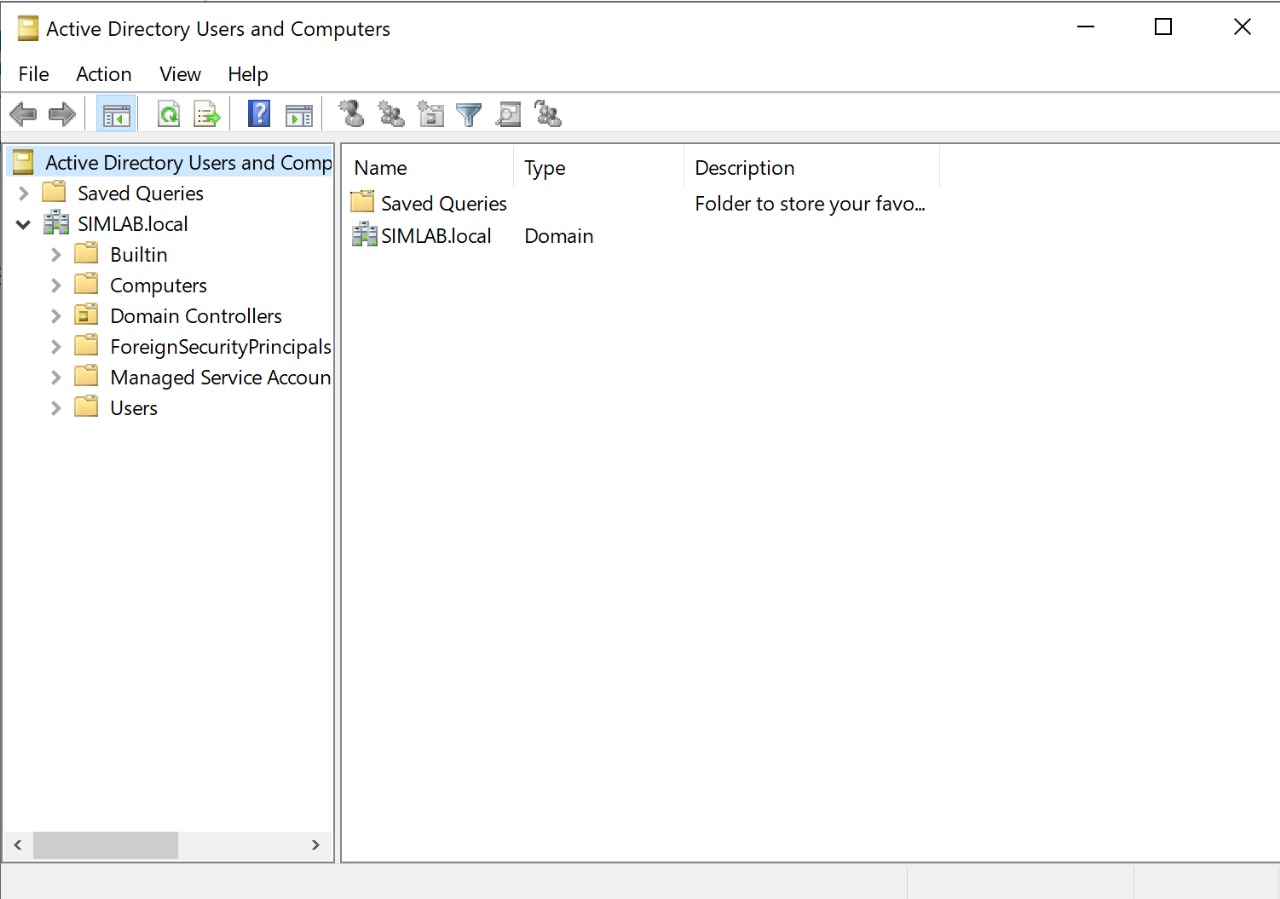 Active Directory Users and Computers
File Action View Help
Active Directory Users and Comp
Saved Queries
SIMLAB.local
Builtin
Computers
Domain Controllers
ForeignSecurityPrincipals
Managed Service Accoun
Users
Name Type Description
Saved Queries Folder to store your favo...
SIMLAB.local Domain